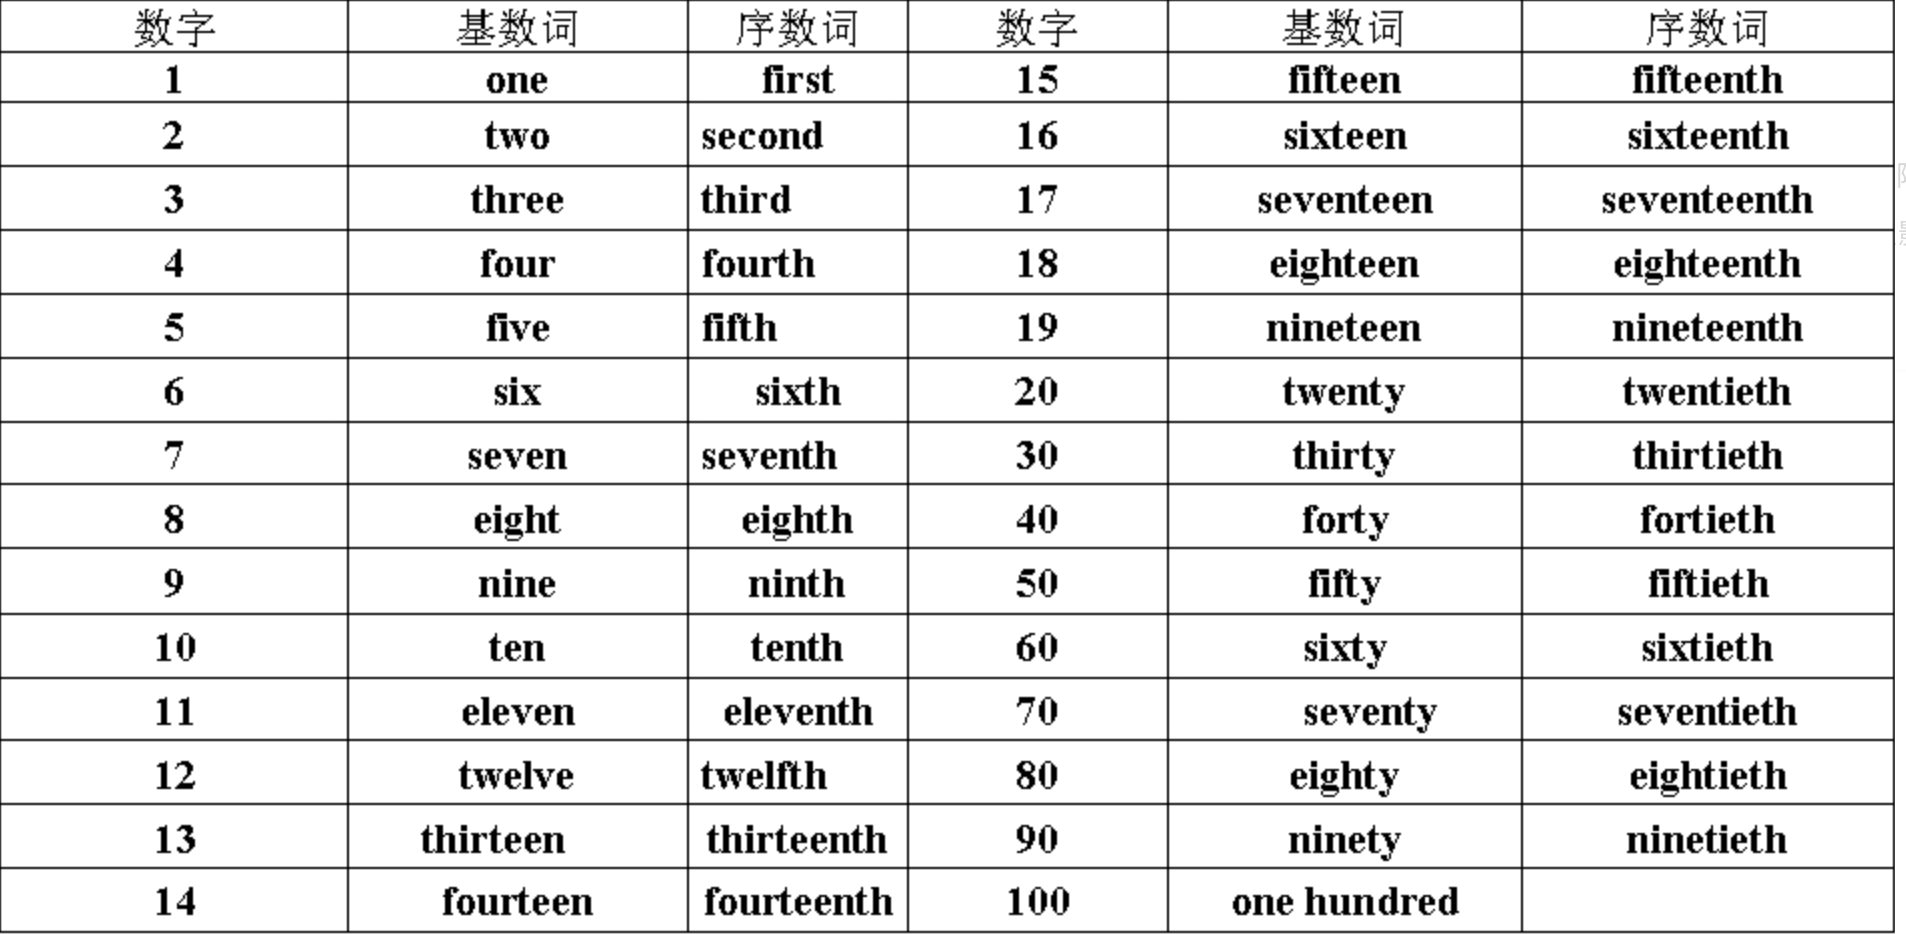 数字 基数词 序数词 数字 基数词 序数词
1 one first 15 fifteen fifteenth
2 two second 16 sixteen sixteenth
3 three third 17 seventeen seventeenth
4 four fourth 18 eighteen eighteenth
5 five fifth 19 nineteen nineteenth
6 six sixth 20 twenty twentieth
7 seven seventh 30 thirty thirtieth
8 eight eighth 40 forty fortieth
9 nine ninth 50 fifty fiftieth
10 ten tenth 60 sixty sixtieth
11 eleven eleventh 70 seventy seventieth
12 twelve twelfth 80 eighty eightieth
13 thirteen thirteenth 90 ninety ninetieth
14 fourteen fourteenth 100 one hundred